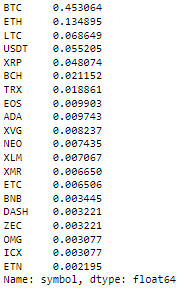 BTC 0.453064
ETH 0.134895
LTC 0.068649
USDT 0.055205
XRP 0.048074
BCH 0.021152
TRX 0.018861
EOS 0.009903
ADA 0.009743
XVG 0.008237
NEO 0.007435
XLM 0.007067
XMR 0.006650
ETC 0.006506
BNB 0.003445
DASH 0.003221
ZEC 0.003221
OMG 0.003077
ICX 0.003077
ETN 0.002195
Name: symbol, dtype: float64